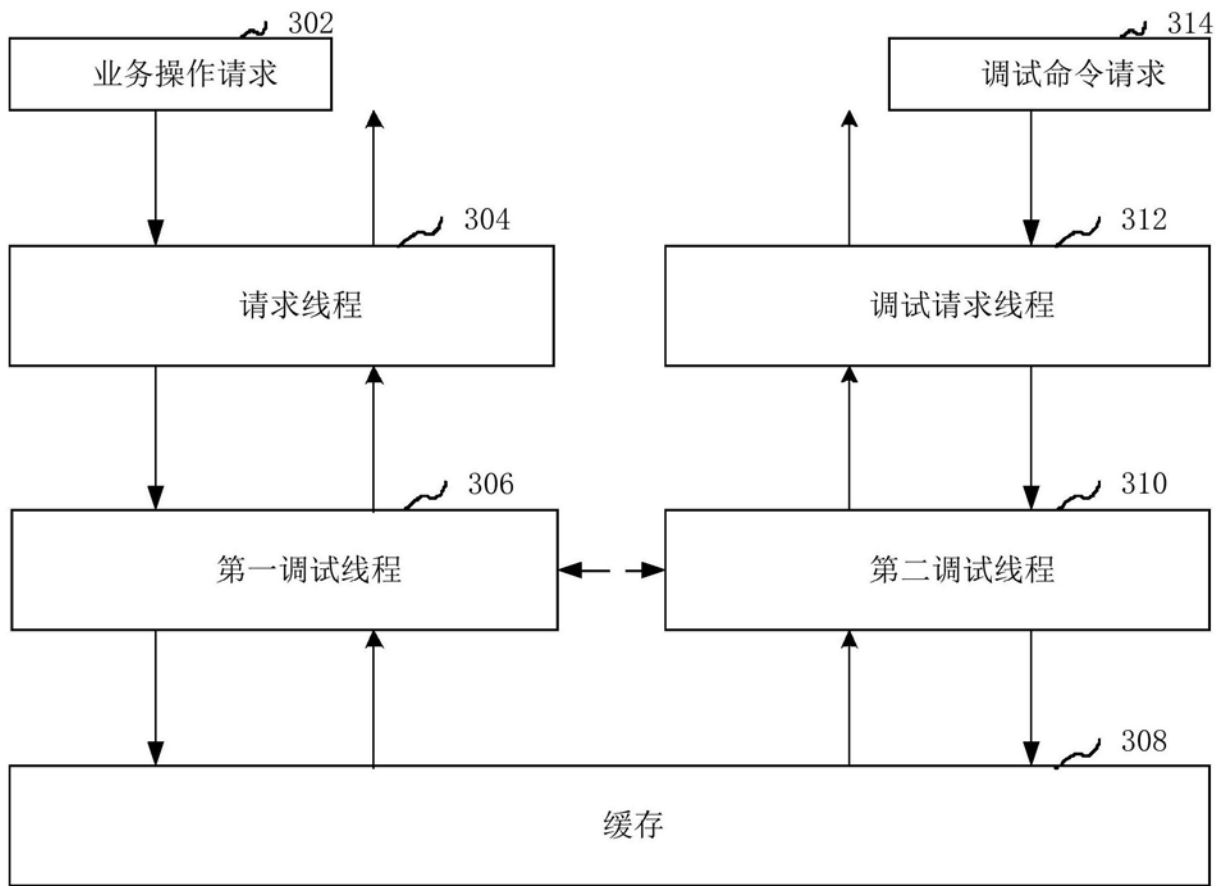 302
314
业务操作请求
调试命令请求
304
312
请求线程
调试请求线程
306
310
第一调试线程
第二调试线程
308
缓存